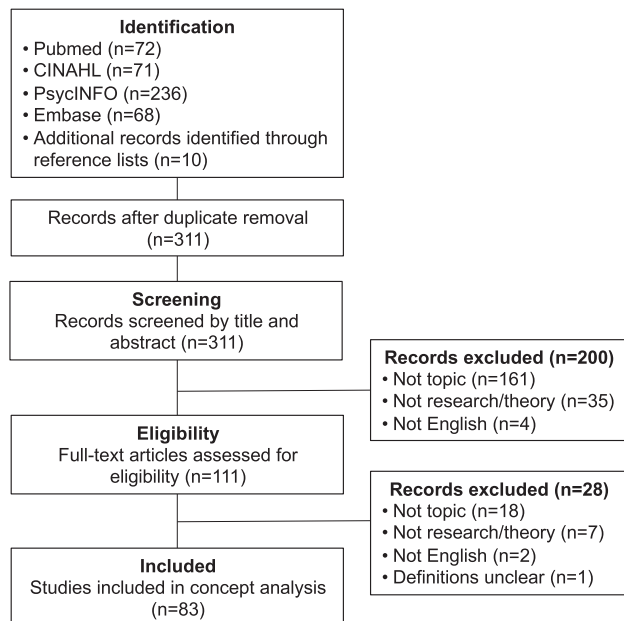 Identification
• Pubmed (n=72)
• CINAHL (n=71)
• PsycINFO (n=236)
• Embase (n=68)
• Additional records identified through
reference lists (n=10)
Records after duplicate removal
(n=311)
Screening
Records screened by title and
abstract (n=311)
Records excluded (n=200)
• Not topic (n=161)
• Not research/theory (n=35)
• Not English (n=4)
Eligibility
Full-text articles assessed for
eligibility (n=111)
Records excluded (n=28)
• Not topic (n=18)
• Not research/theory (n=7)
• Not English (n=2)
• Definitions unclear (n=1)
Included
Studies included in concept analysis
(n=83)